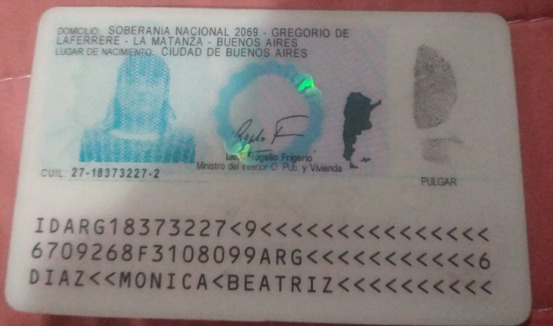 DOMICILIO: SOBERANIA NACIONAL 2069 - GREGORIO DE
LAFERRERE - LA MATANZA - BUENOS AIRES
LUGAR DE NACIMIENTO: CIUDAD DE BUENOS AIRES
Rogelio Frigerio
Ministro del Interior O. Pub. y Vivienda
CUIL: 27-18373227-2
PULGAR
IDARG18373227<9<<<<<<<<<<<<<<<
6709268F3108099ARG<<<<<<<<<<<6
DIAZ<<MONICA<BEATRIZ<<<<<<<<<<